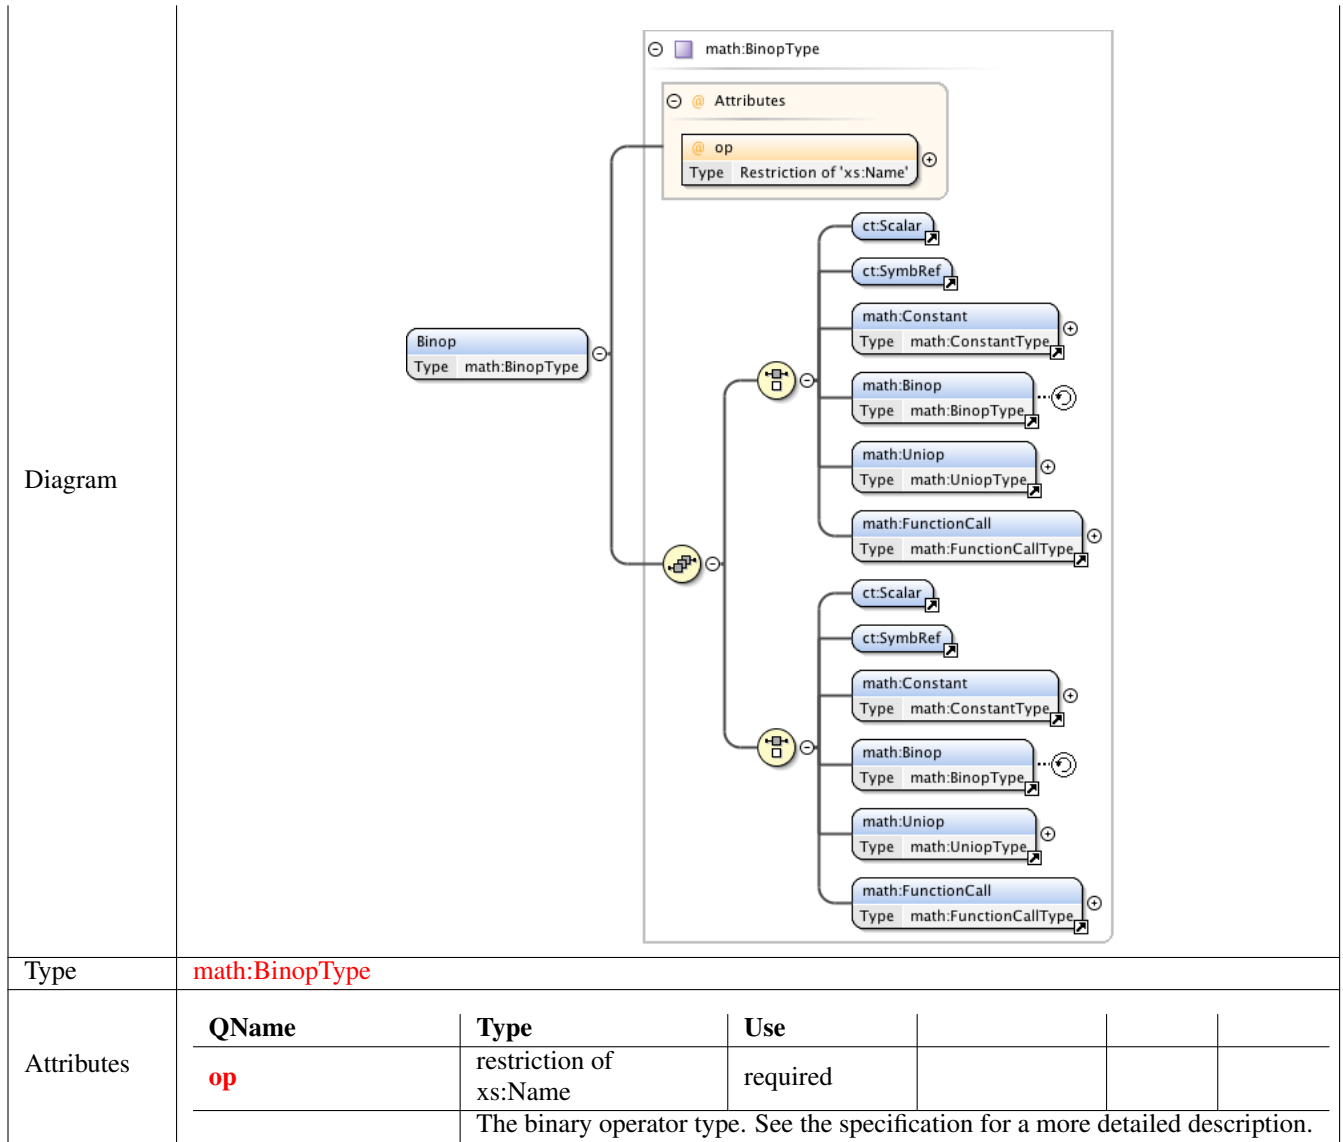 math:BinopType
@ Attributes
@ op
Type Restriction of 'xs:Name'
ct:Scalar
ct:SymbRef
math:Constant
Type math:ConstantType
Binop
Type math:BinopType
math:Binop
Type math:BinopType
math:Uniop
Type math:UniopType
Diagram
math:FunctionCall
Type math:FunctionCallType
ct:Scalar
ct:SymbRef
math:Constant
Type math:ConstantType
math:Binop
Type math:BinopType
math:Uniop
Type math:UniopType
math:FunctionCall
Type math:FunctionCallType
Type math:BinopType
Attributes
QName Type Use
op restriction of xs:Name required
The binary operator type. See the specification for a more detailed description.